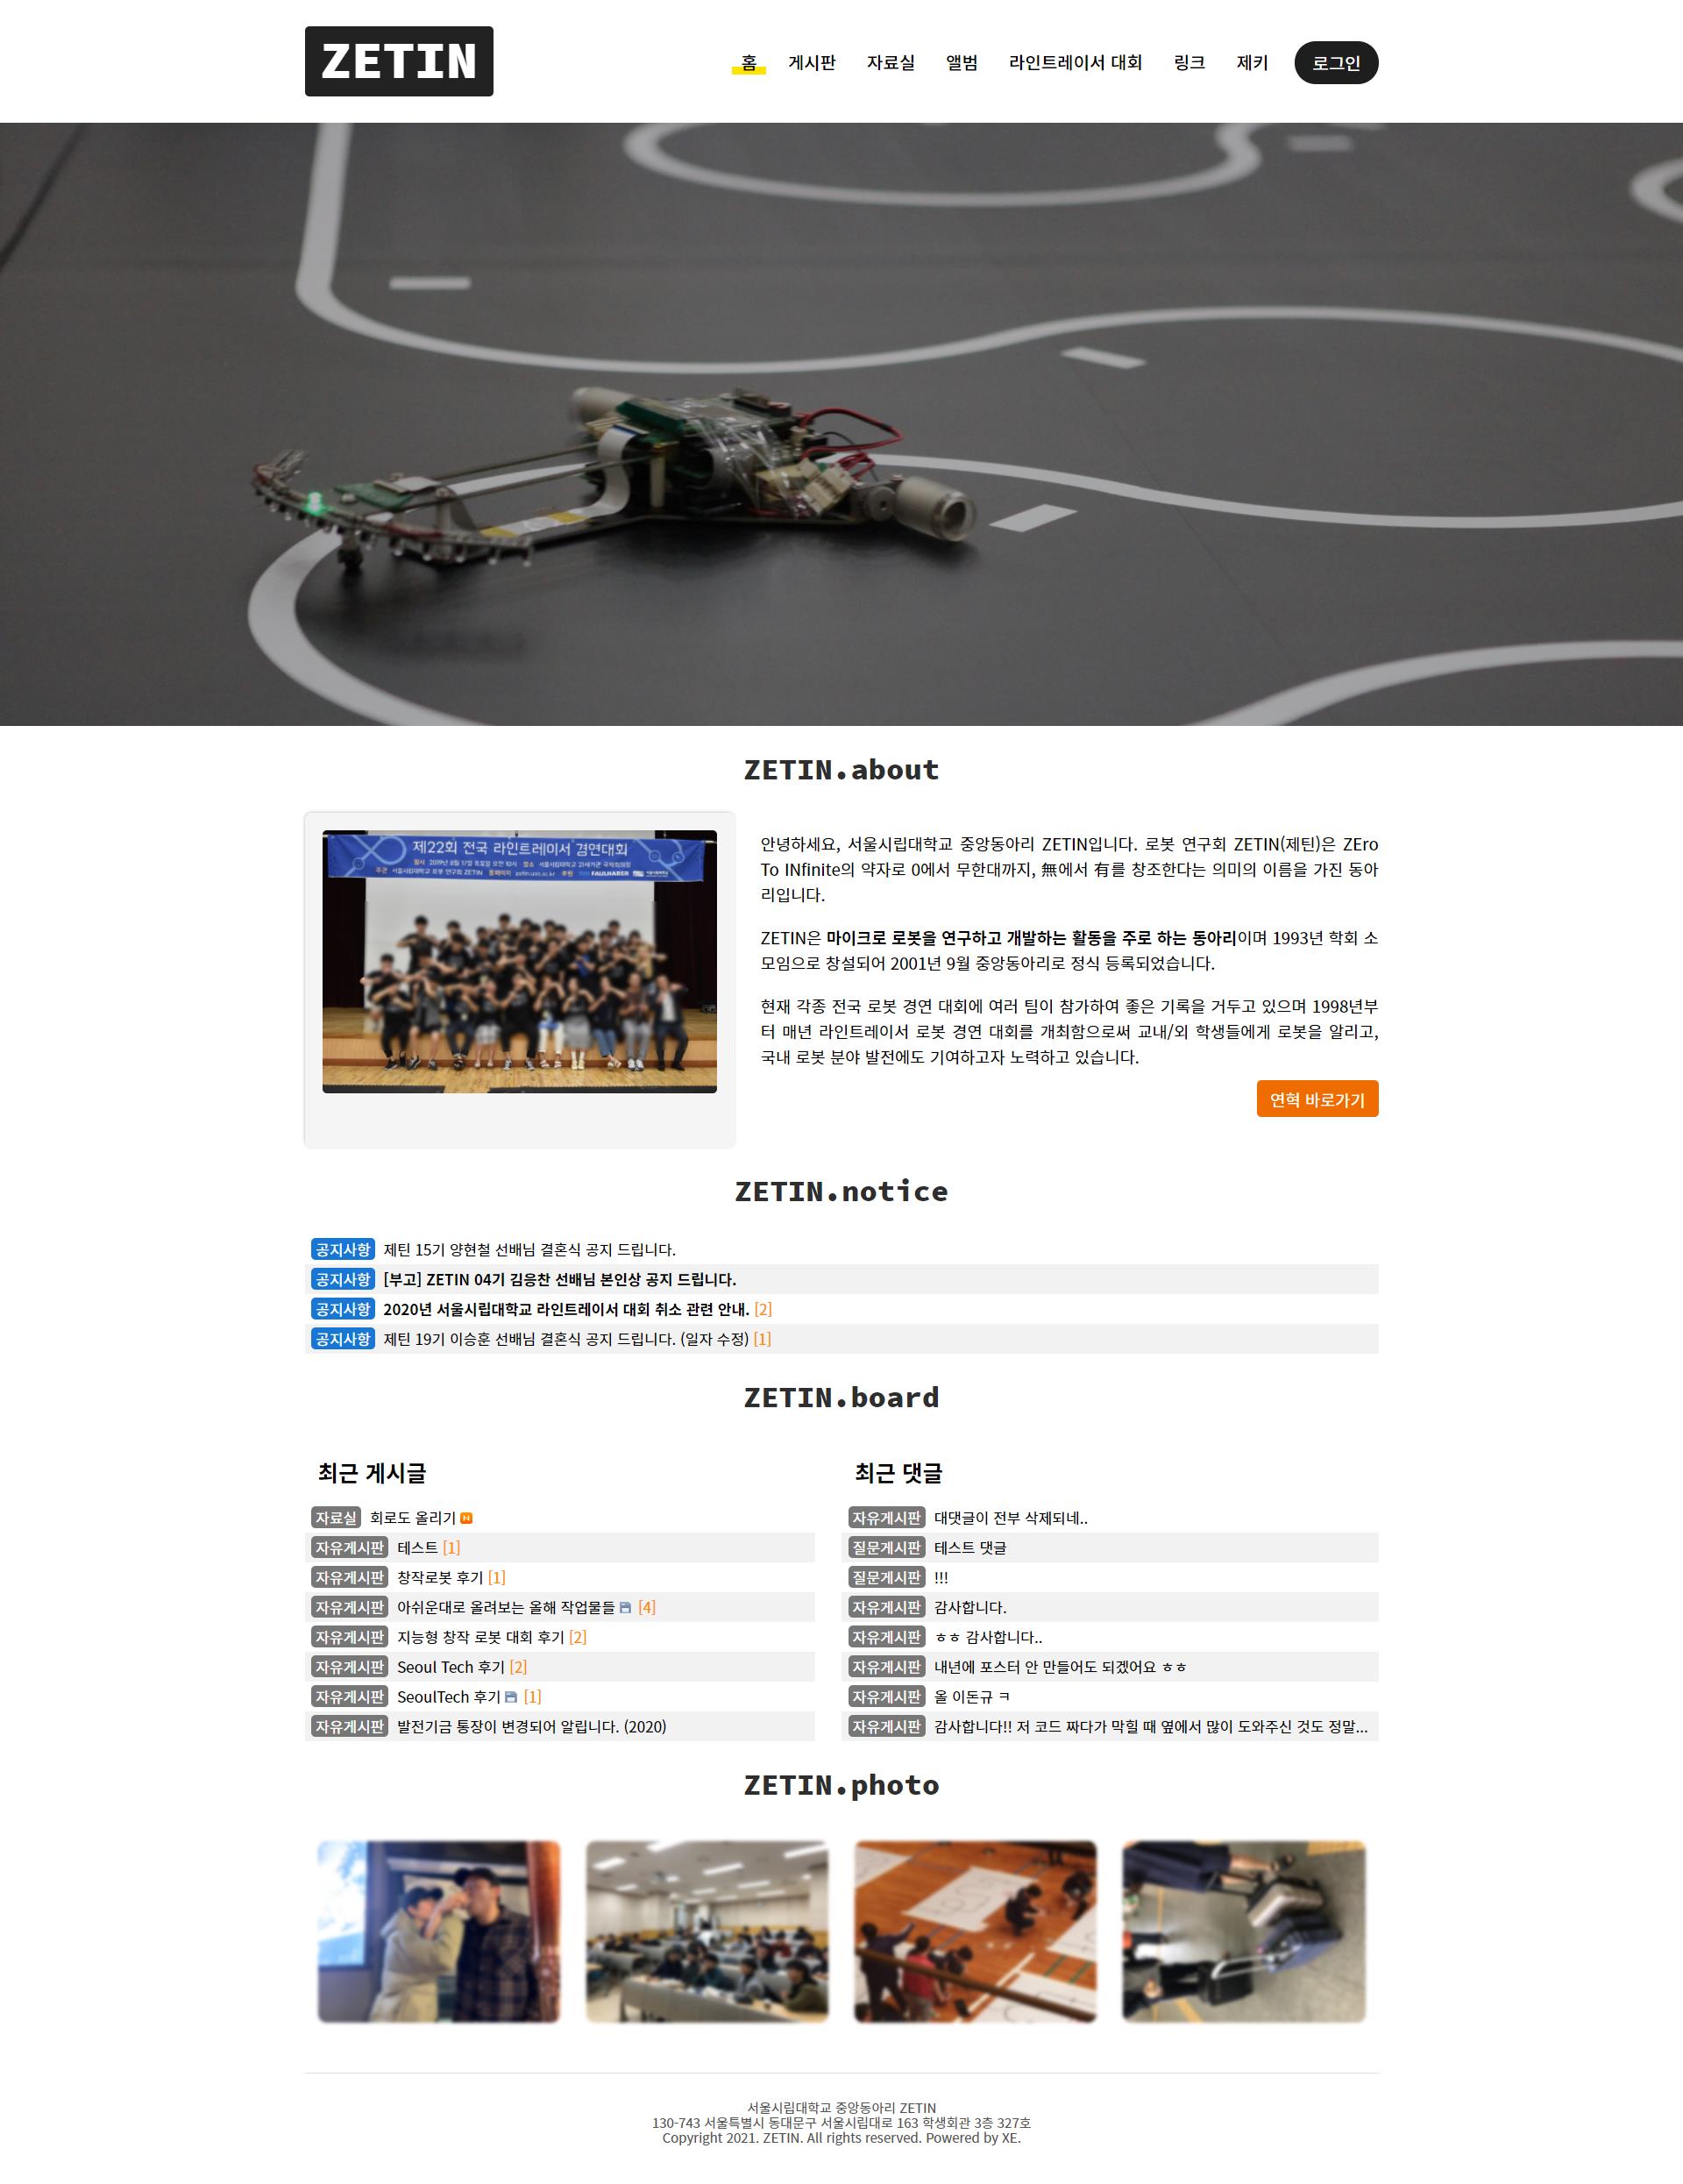 ZETIN
홈 게시판 자료실 앨범 라인트레이서 대회 링크 제키 로그인
ZETIN.about
제22회 전국 라인트레이서 경연대회
안녕하세요, 서울시립대학교 중앙동아리 ZETIN입니다. 로봇 연구회 ZETIN(제틴)은 ZEro
To INfinite의 약자로 0에서 무한대까지, 無에서 有를 창조한다는 의미의 이름을 가진 동아
리입니다.
ZETIN은 마이크로 로봇을 연구하고 개발하는 활동을 주로 하는 동아리이며 1993년 학회 소
모임으로 창설되어 2001년 9월 중앙동아리로 정식 등록되었습니다.
현재 각종 전국 로봇 경연 대회에 여러 팀이 참가하여 좋은 기록을 거두고 있으며 1998년부
터 매년 라인트레이서 로봇 경연 대회를 개최함으로써 교내/외 학생들에게 로봇을 알리고,
국내 로봇 분야 발전에도 기여하고자 노력하고 있습니다.
연혁 바로가기
ZETIN.notice
공지사항 제틴 15기 양현철 선배님 결혼식 공지 드립니다.
공지사항 [부고] ZETIN 04기 김응찬 선배님 본인상 공지 드립니다.
공지사항 2020년 서울시립대학교 라인트레이서 대회 취소 관련 안내. [2]
공지사항 제틴 19기 이승훈 선배님 결혼식 공지 드립니다. (일자 수정) [1]
ZETIN.board
최근 게시글
자료실 회로도 올리기 N
자유게시판 테스트 [1]
자유게시판 창작로봇 후기 [1]
자유게시판 아쉬운대로 올려보는 올해 작업물들 [4]
자유게시판 지능형 창작 로봇 대회 후기 [2]
자유게시판 Seoul Tech 후기 [2]
자유게시판 SeoulTech 후기 [1]
자유게시판 발전기금 통장이 변경되어 알립니다. (2020)
최근 댓글
자유게시판 대댓글이 전부 삭제되네..
질문게시판 테스트 댓글
질문게시판 !!!
자유게시판 감사합니다.
자유게시판 ㅎㅎ 감사합니다..
자유게시판 내년에 포스터 안 만들어도 되겠어요 ㅎㅎ
자유게시판 올 이돈규 ㅋ
자유게시판 감사합니다!! 저 코드 짜다가 막힐 때 옆에서 많이 도와주신 것도 정말...
ZETIN.photo
서울시립대학교 중앙동아리 ZETIN
130-743 서울특별시 동대문구 서울시립대로 163 학생회관 3층 327호
Copyright 2021. ZETIN. All rights reserved. Powered by XE.